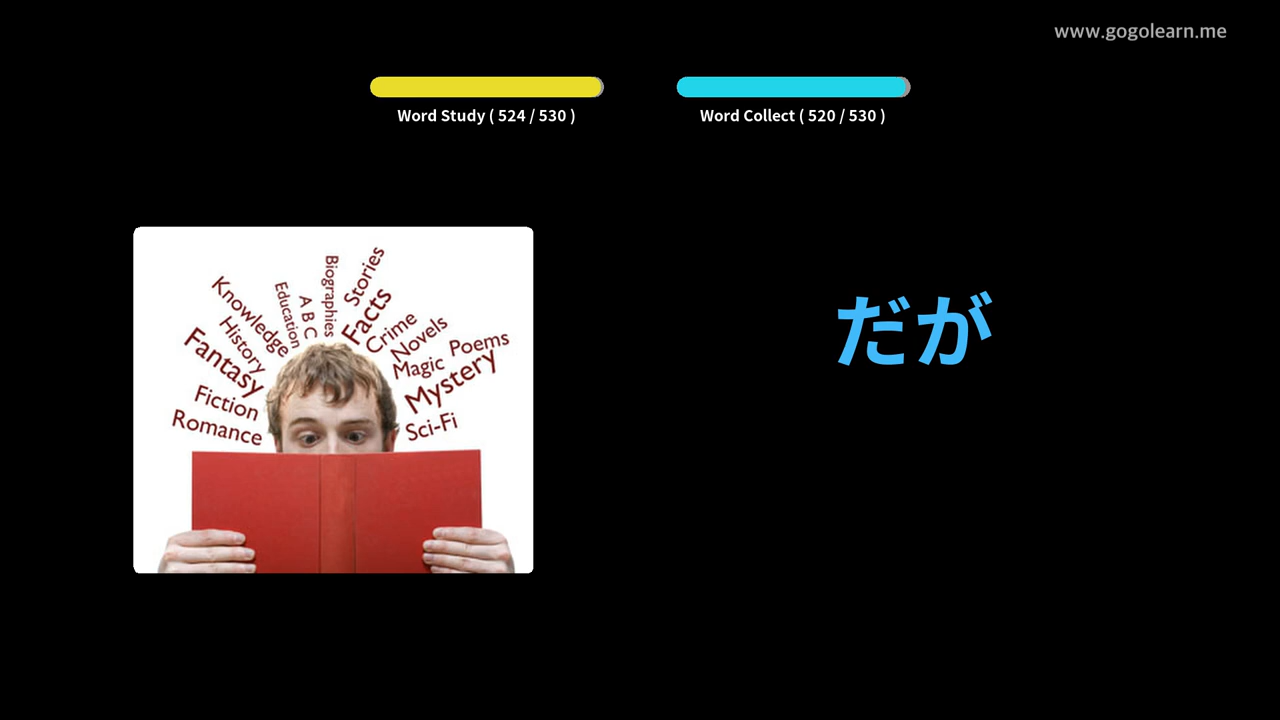 www.gogolearn.me
Word Study ( 524 / 530 )
Word Collect ( 520 / 530 )
だが
Romance
Fiction
Fantasy
History
Knowledge
Education
A B C
Biographies
Stories
Facts
Crime
Novels
Magic
Poems
Mystery
Sci-Fi